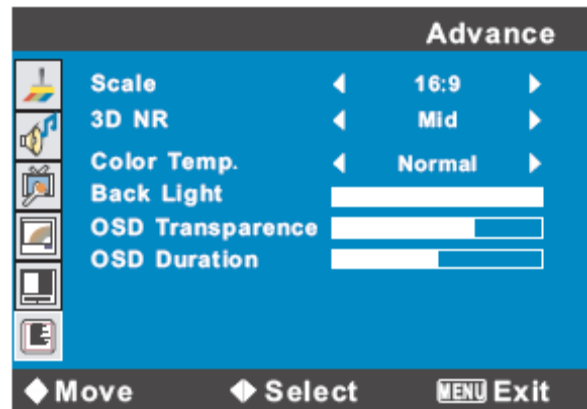 Advance
Scale 16:9
3D NR Mid
Color Temp. Normal
Back Light
OSD Transparence
OSD Duration
Move Select MENU Exit